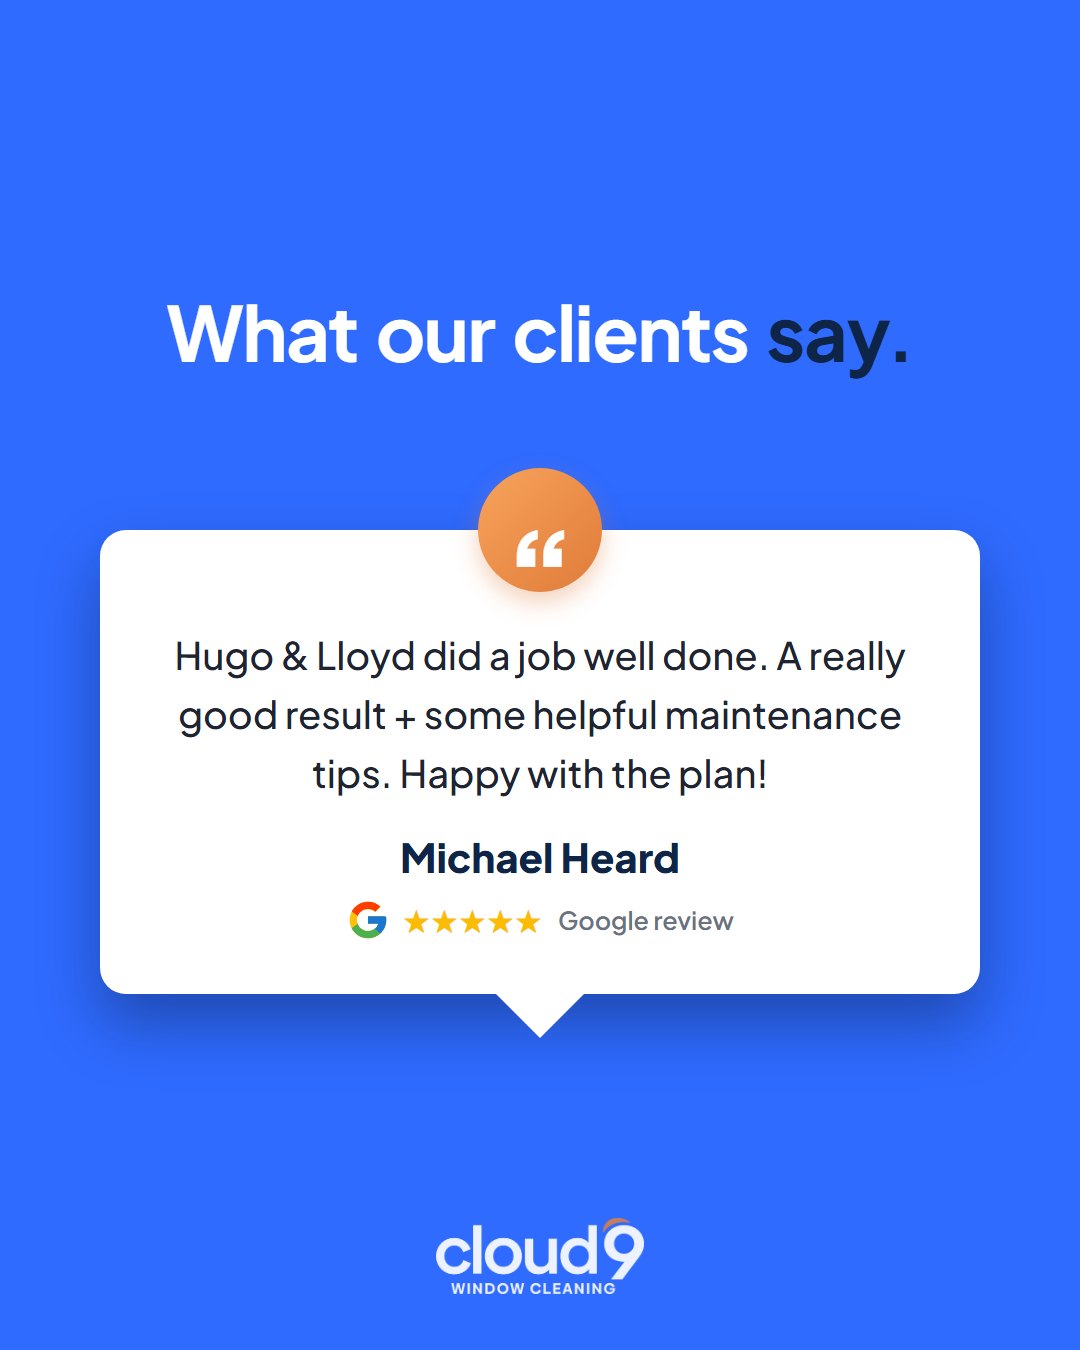 What our clients say.
“
Hugo & Lloyd did a job well done. A really
good result + some helpful maintenance
tips. Happy with the plan!
Michael Heard
G ★★★★★ Google review
cloud9
WINDOW CLEANING